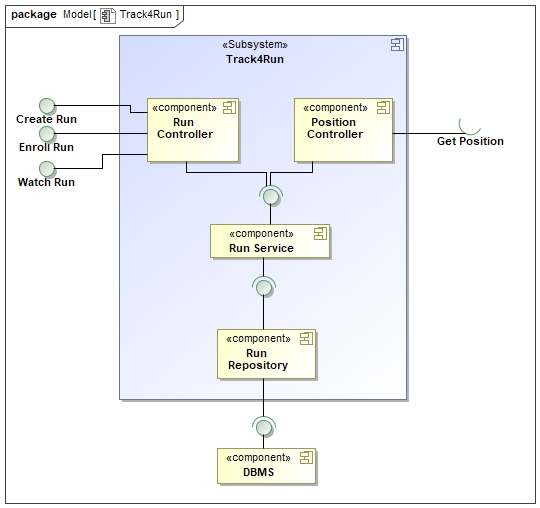 package Model[ Track4Run ]
«Subsystem»
Track4Run
Create Run
Enroll Run
Watch Run
«component»
Run
Controller
«component»
Position
Controller
Get Position
«component»
Run Service
«component»
Run
Repository
«component»
DBMS